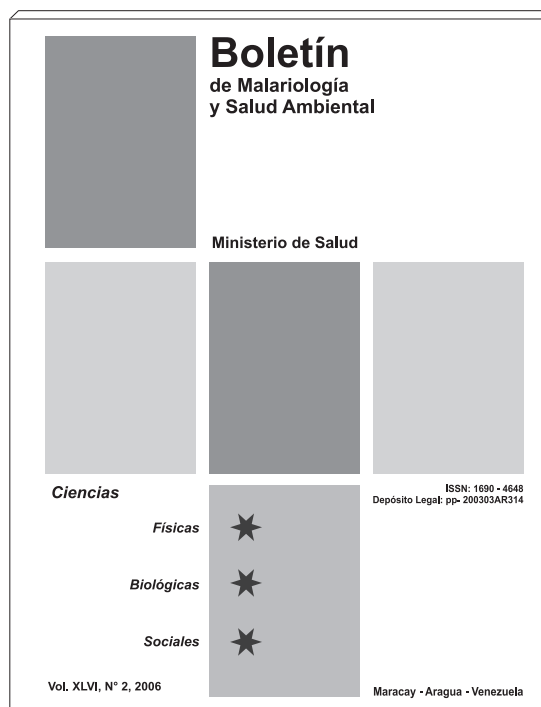 Boletín
de Malariología
y Salud Ambiental
Ministerio de Salud
Ciencias
ISSN: 1690 - 4648
Depósito Legal: pp- 200303AR314
Físicas
Biológicas
Sociales
Vol. XLVI, N° 2, 2006
Maracay - Aragua - Venezuela